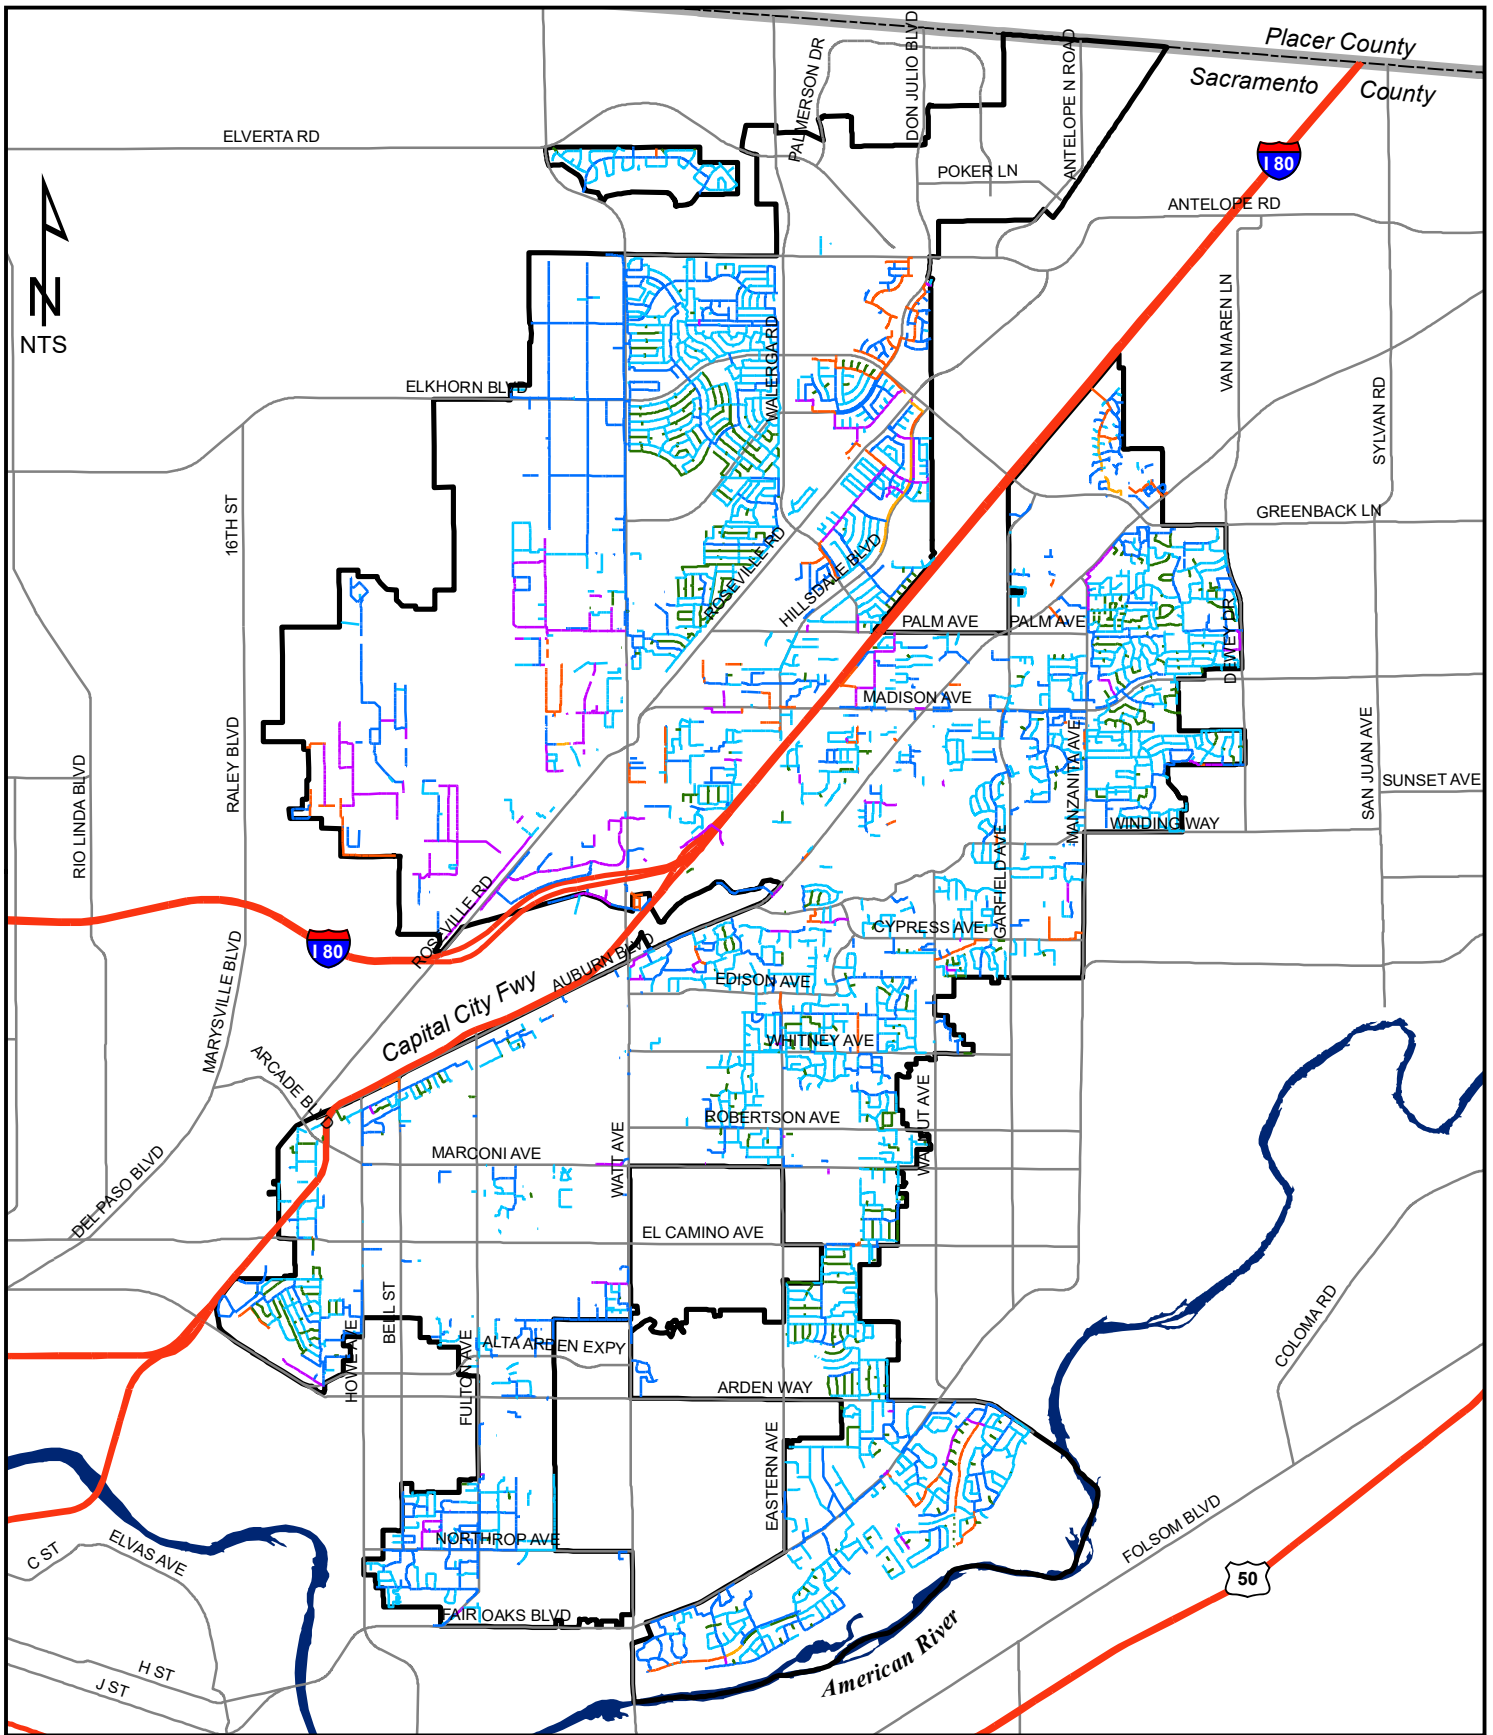 Placer County
Sacramento County
PALMERSON DR
DON JULIO BLVD
ANTELOPE N ROAD
ELVERTA RD
I 80
POKER LN
ANTELOPE RD
N
NTS
VAN MAREN LN
WALERGA RD
ELKHORN BLVD
SYLVAN RD
16TH ST
GREENBACK LN
ROSEVILLE RD
HILLSDALE BLVD
PALM AVE
PALM AVE
DEWEY DR
MADISON AVE
RALEY BLVD
RIO LINDA BLVD
MANZANITA AVE
SAN JUAN AVE
SUNSET AVE
WINDING WAY
GARFIELD AVE
ROSEVILLE RD
CYPRESS AVE
I 80
AUBURN BLVD
EDISON AVE
MARYSVILLE BLVD
Capital City Fwy
WHITNEY AVE
ARCADE BLVD
ROBERTSON AVE
WALNUT AVE
MARCONI AVE
WATT AVE
DEL PASO BLVD
EL CAMINO AVE
BELL ST
HOWE AVE
FULTON AVE
ALTA ARDEN EXPY
COLOMA RD
ARDEN WAY
EASTERN AVE
NORTHROP AVE
C ST
ELVAS AVE
FOLSOM BLVD
50
FAIR OAKS BLVD
American River
H ST
J ST